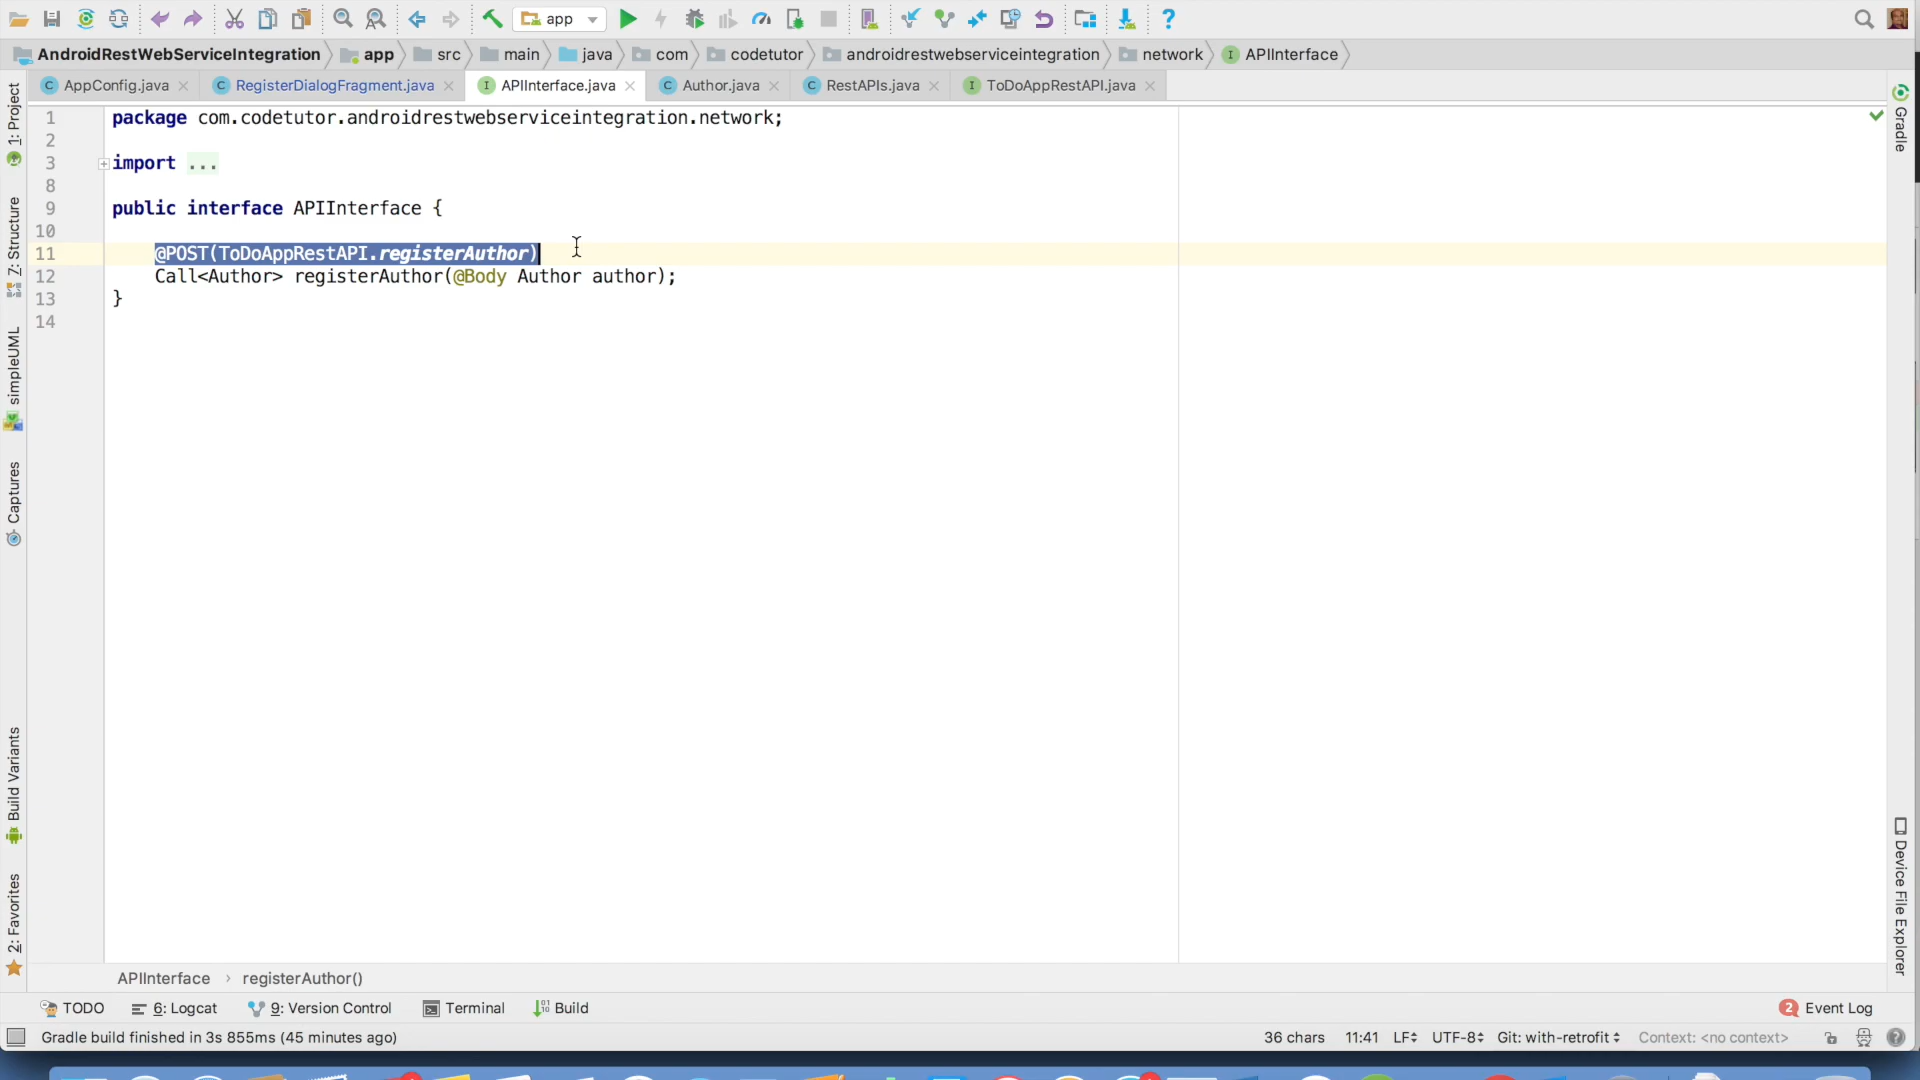 app
AndroidRestWebServiceIntegration app src main java com codetutor androidrestwebserviceintegration network APIInterface
AppConfig.java RegisterDialogFragment.java APIInterface.java Author.java RestAPIs.java ToDoAppRestAPI.java
1 package com.codetutor.androidrestwebserviceintegration.network;
2
3 import ...
8
9 public interface APIInterface {
10
11 @POST(ToDoAppRestAPI.registerAuthor)
12 Call<Author> registerAuthor(@Body Author author);
13 }
14
1: Project
7: Structure
simpleUML
Captures
Build Variants
2: Favorites
Gradle
Device File Explorer
APIInterface › registerAuthor()
TODO 6: Logcat 9: Version Control Terminal Build 2 Event Log
Gradle build finished in 3s 855ms (45 minutes ago) 36 chars 11:41 LF UTF-8 Git: with-retrofit Context: <no context>